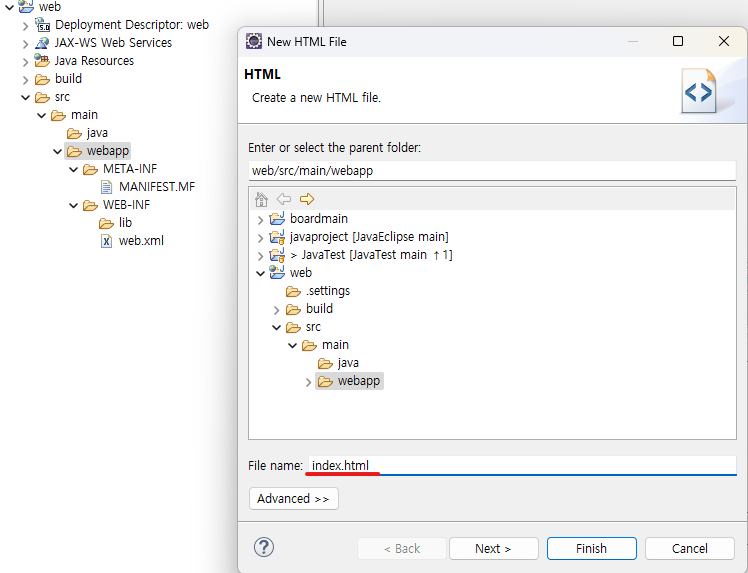 web
Deployment Descriptor: web
JAX-WS Web Services
Java Resources
build
src
main
java
webapp
META-INF
MANIFEST.MF
WEB-INF
lib
web.xml
New HTML File
HTML
Create a new HTML file.
Enter or select the parent folder:
web/src/main/webapp
boardmain
javaproject [JavaEclipse main]
> JavaTest [JavaTest main ↑1]
web
.settings
build
src
main
java
webapp
File name: index.html
Advanced >>
< Back Next > Finish Cancel